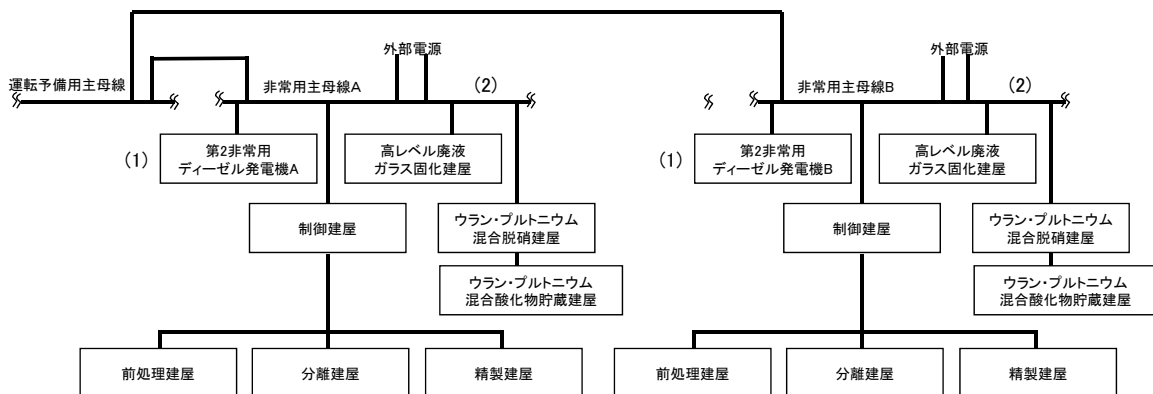 外部電源
外部電源
運転予備用主母線
非常用主母線A
(2)
非常用主母線B
(2)
(1)
第2非常用
ディーゼル発電機A
高レベル廃液
ガラス固化建屋
(1)
第2非常用
ディーゼル発電機B
高レベル廃液
ガラス固化建屋
制御建屋
ウラン・プルトニウム
混合脱硝建屋
制御建屋
ウラン・プルトニウム
混合脱硝建屋
ウラン・プルトニウム
混合酸化物貯蔵建屋
ウラン・プルトニウム
混合酸化物貯蔵建屋
前処理建屋
分離建屋
精製建屋
前処理建屋
分離建屋
精製建屋